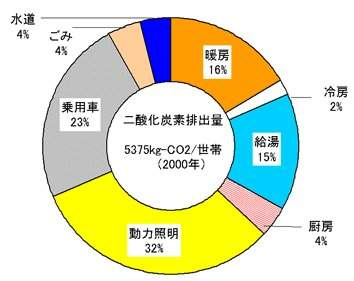 水道
4%
ごみ
4%
暖房
16%
冷房
2%
乗用車
23%
二酸化炭素排出量
5375kg-CO2/世帯
(2000年)
給湯
15%
厨房
4%
動力照明
32%